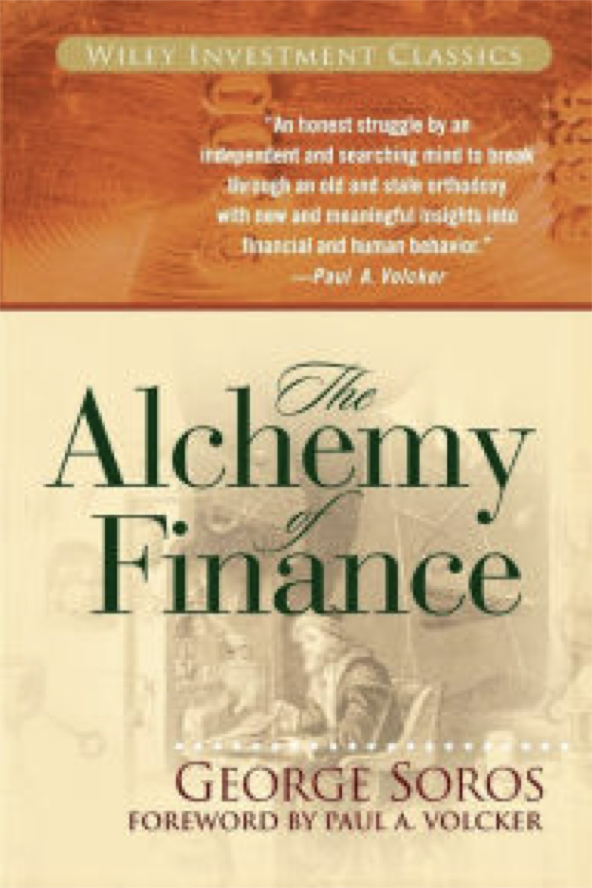 WILEY INVESTMENT CLASSICS
"An honest struggle by an
independent and searching mind to break
through an old and stale orthodoxy
with new and meaningful insights into
financial and human behavior."
—Paul A. Volcker
The
Alchemy
of
Finance
GEORGE SOROS
FOREWORD BY PAUL A. VOLCKER